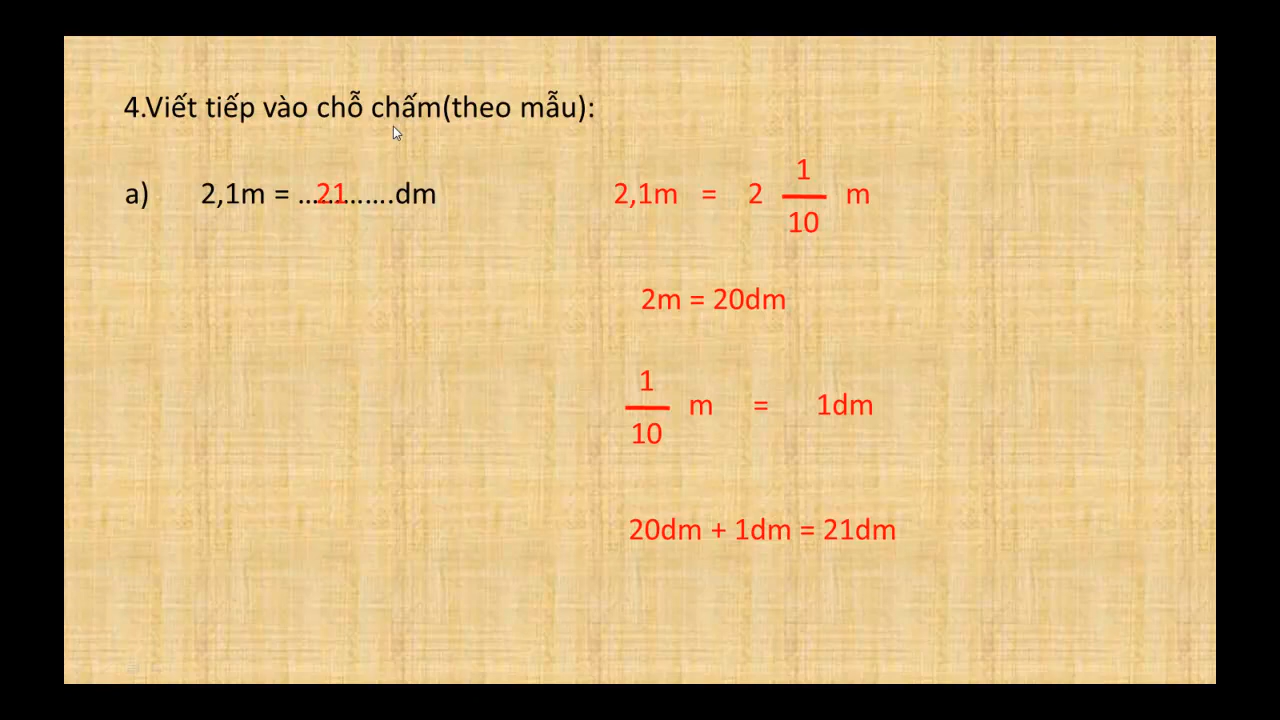 4.Viết tiếp vào chỗ chấm(theo mẫu):
a) 2,1m = …21………dm
2,1m = 2 1/10 m
2m = 20dm
1/10 m = 1dm
20dm + 1dm = 21dm